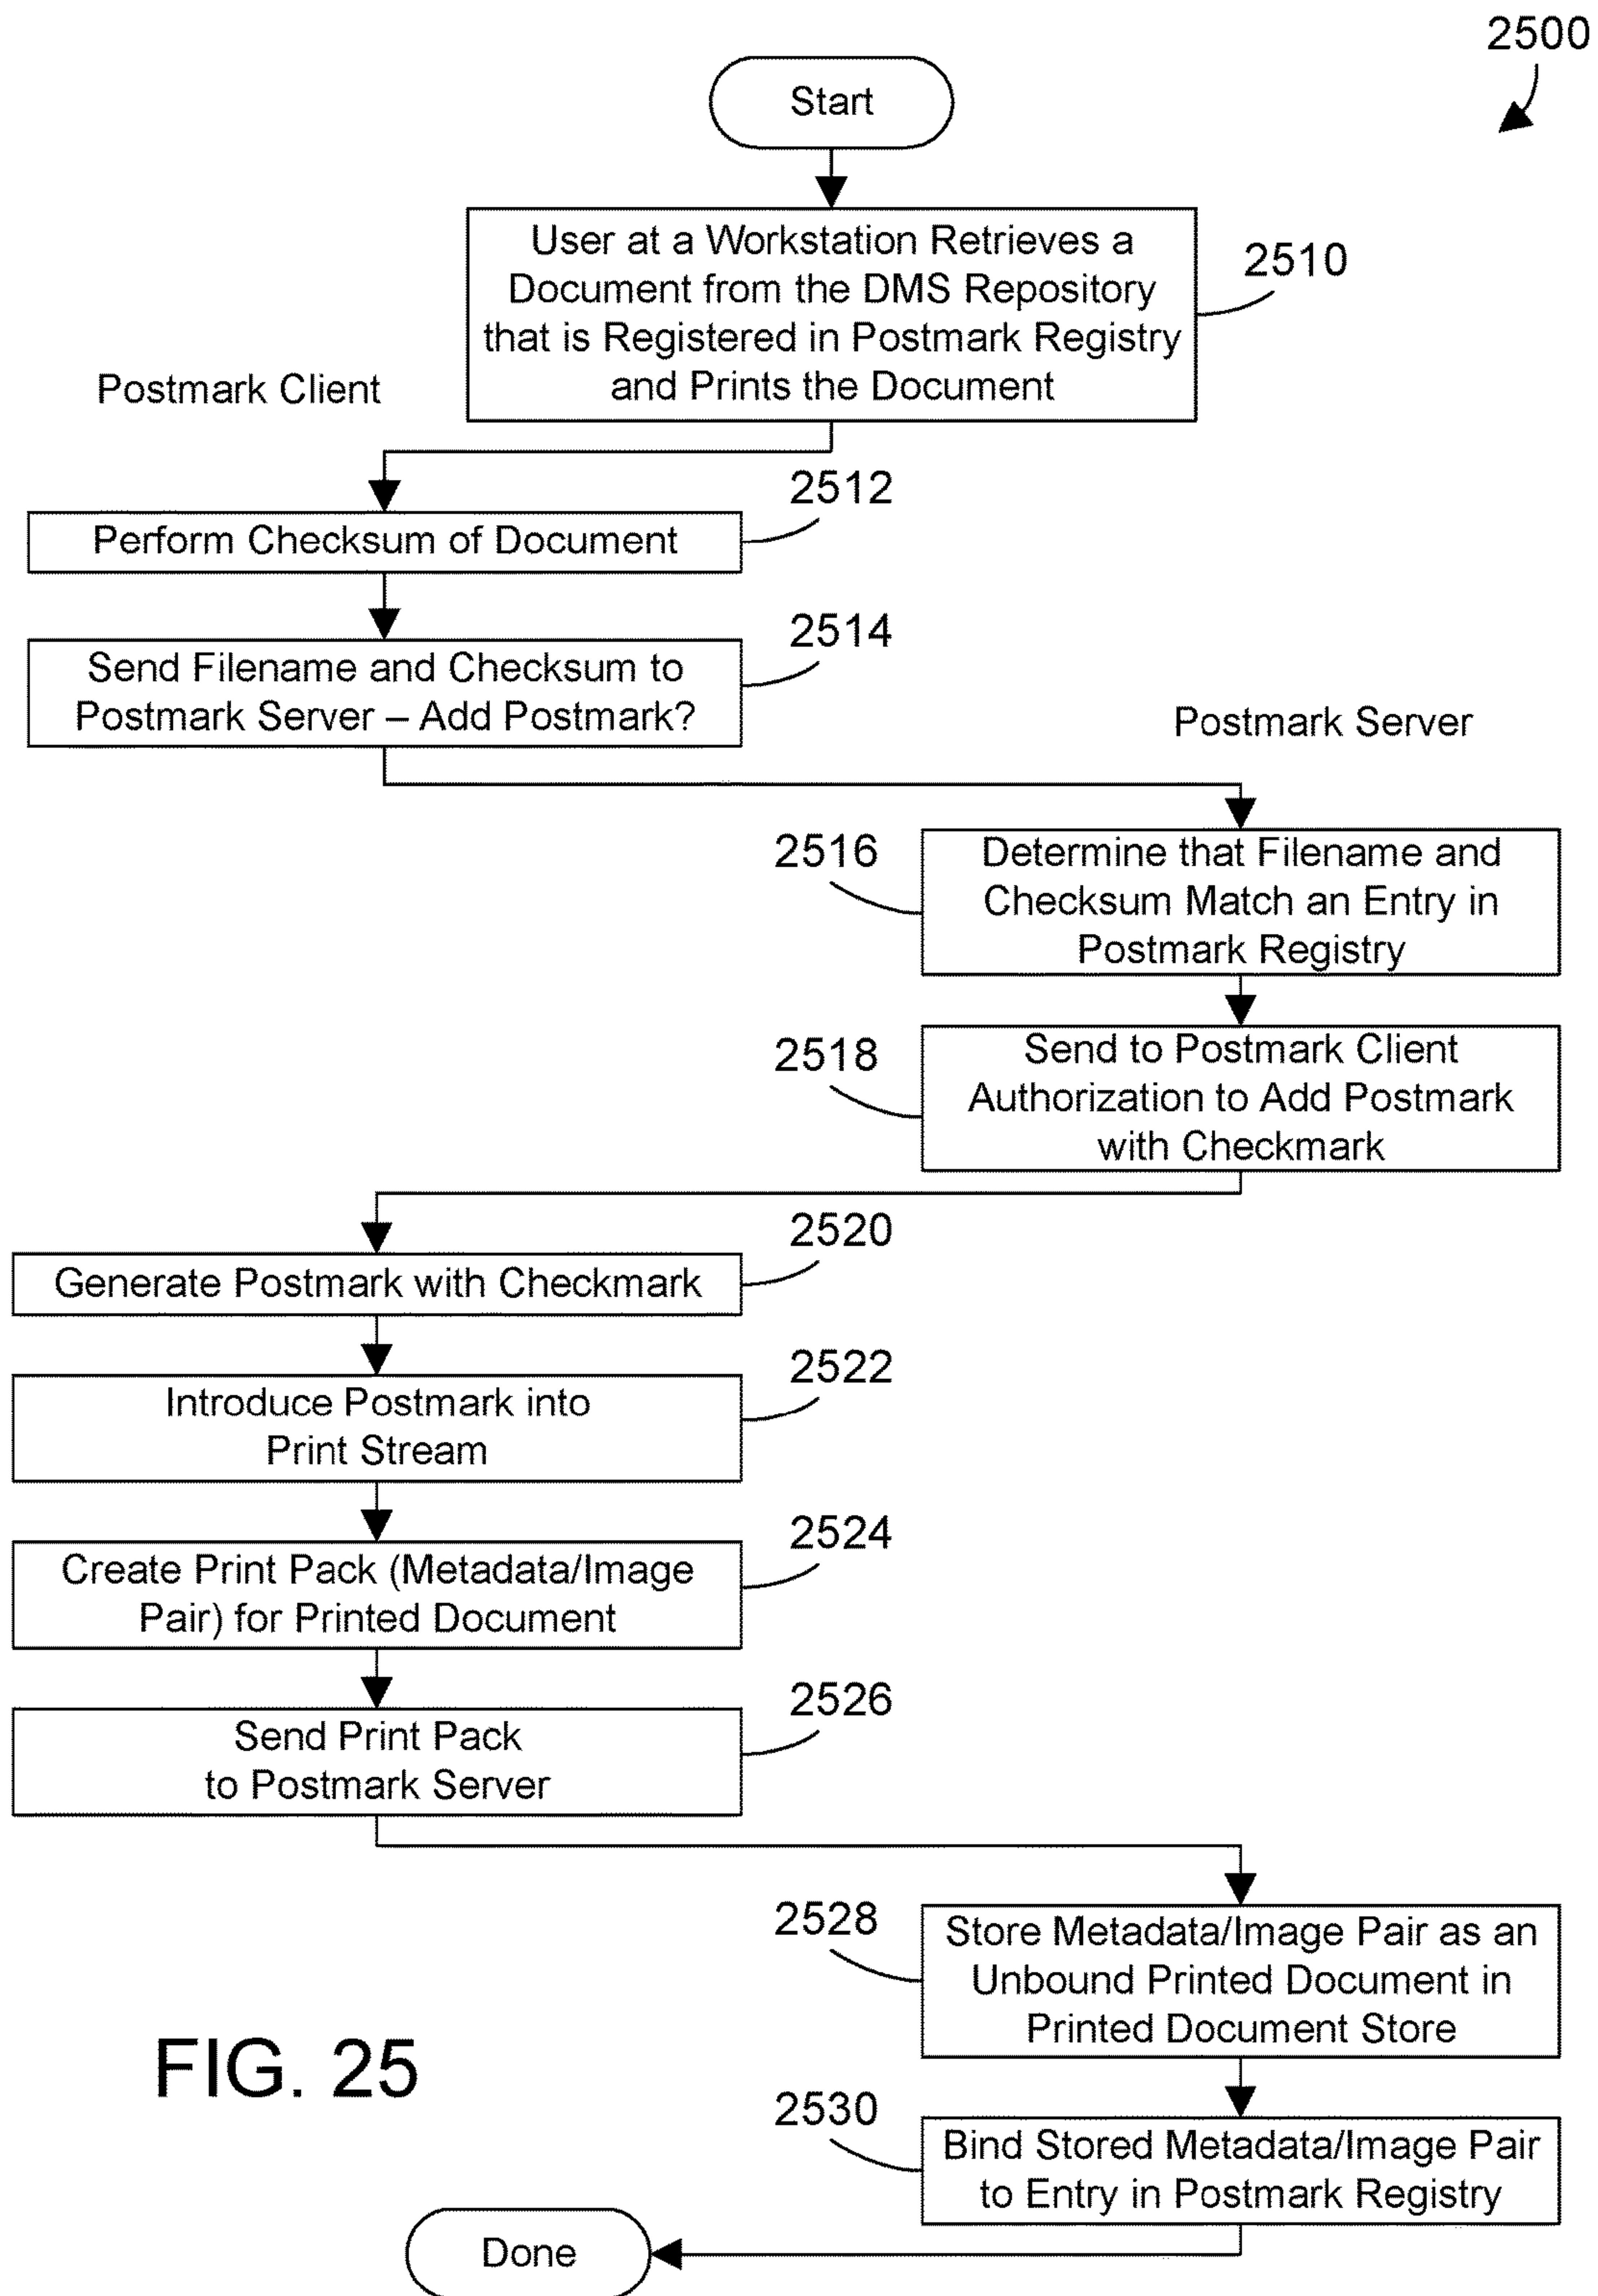 2500
Start
User at a Workstation Retrieves a
Document from the DMS Repository
that is Registered in Postmark Registry
and Prints the Document
2510
Postmark Client
2512
Perform Checksum of Document
2514
Send Filename and Checksum to
Postmark Server – Add Postmark?
Postmark Server
2516
Determine that Filename and
Checksum Match an Entry in
Postmark Registry
2518
Send to Postmark Client
Authorization to Add Postmark
with Checkmark
2520
Generate Postmark with Checkmark
2522
Introduce Postmark into
Print Stream
2524
Create Print Pack (Metadata/Image
Pair) for Printed Document
2526
Send Print Pack
to Postmark Server
2528
Store Metadata/Image Pair as an
Unbound Printed Document in
Printed Document Store
FIG. 25
2530
Bind Stored Metadata/Image Pair
to Entry in Postmark Registry
Done